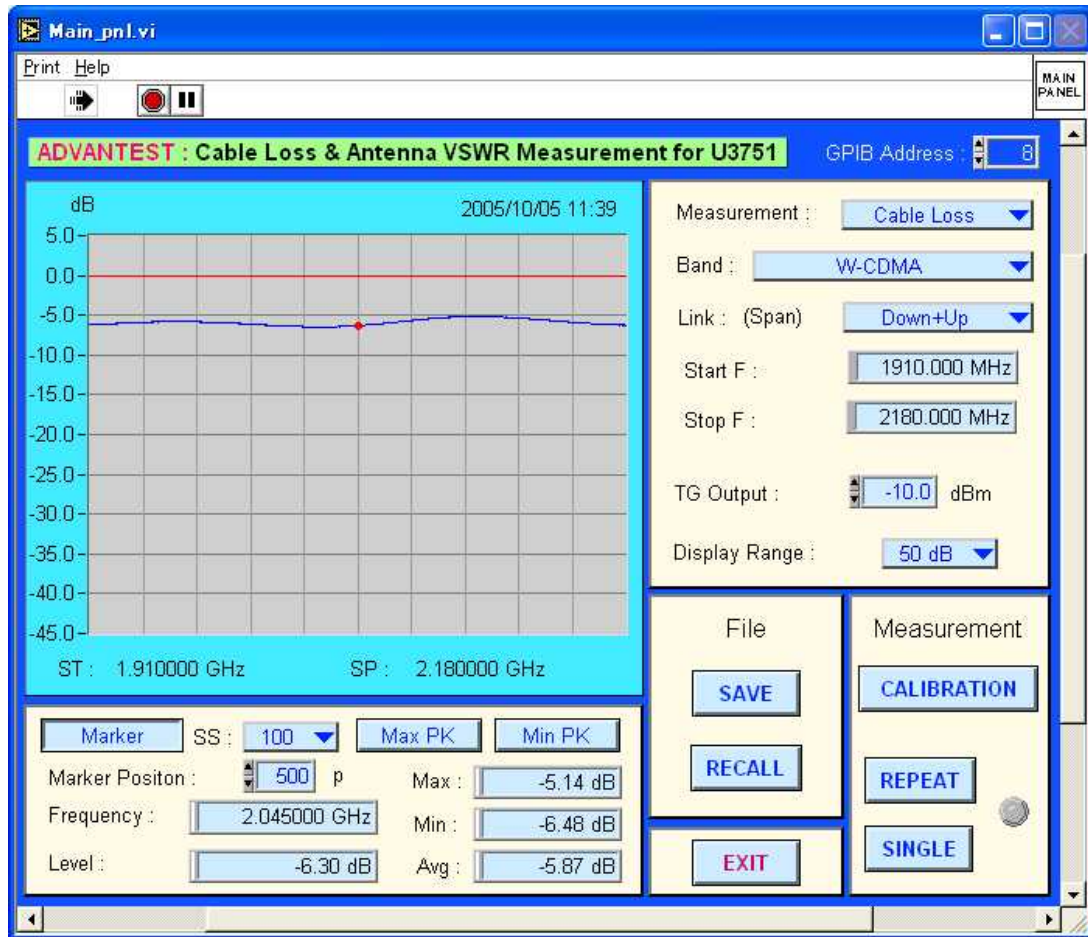 Main_pnl.vi
Print Help
MAIN
PANEL
ADVANTEST : Cable Loss & Antenna VSWR Measurement for U3751
GPIB Address : 8
dB
2005/10/05 11:39
5.0
0.0
-5.0
-10.0
-15.0
-20.0
-25.0
-30.0
-35.0
-40.0
-45.0
ST : 1.910000 GHz SP : 2.180000 GHz
Measurement : Cable Loss
Band : W-CDMA
Link : (Span) Down+Up
Start F : 1910.000 MHz
Stop F : 2180.000 MHz
TG Output : -10.0 dBm
Display Range : 50 dB
Marker SS : 100 Max PK Min PK
Marker Positon : 500 p
Frequency : 2.045000 GHz
Level : -6.30 dB
Max : -5.14 dB
Min : -6.48 dB
Avg : -5.87 dB
File
SAVE
RECALL
EXIT
Measurement
CALIBRATION
REPEAT
SINGLE